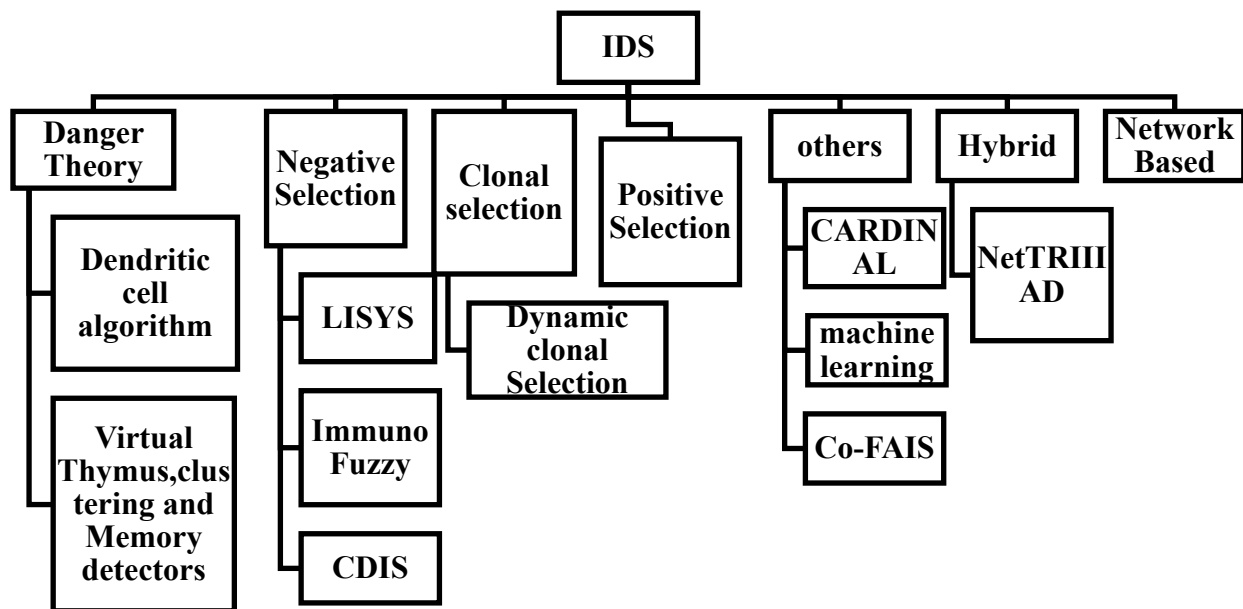 IDS
Danger
Theory
Negative
Selection
Clonal
selection
Positive
Selection
others
Hybrid
Network
Based
Dendritic
cell
algorithm
Virtual
Thymus,clus
tering and
Memory
detectors
LISYS
Immuno
Fuzzy
CDIS
Dynamic
clonal
Selection
CARDIN
AL
machine
learning
Co-FAIS
NetTRIII
AD